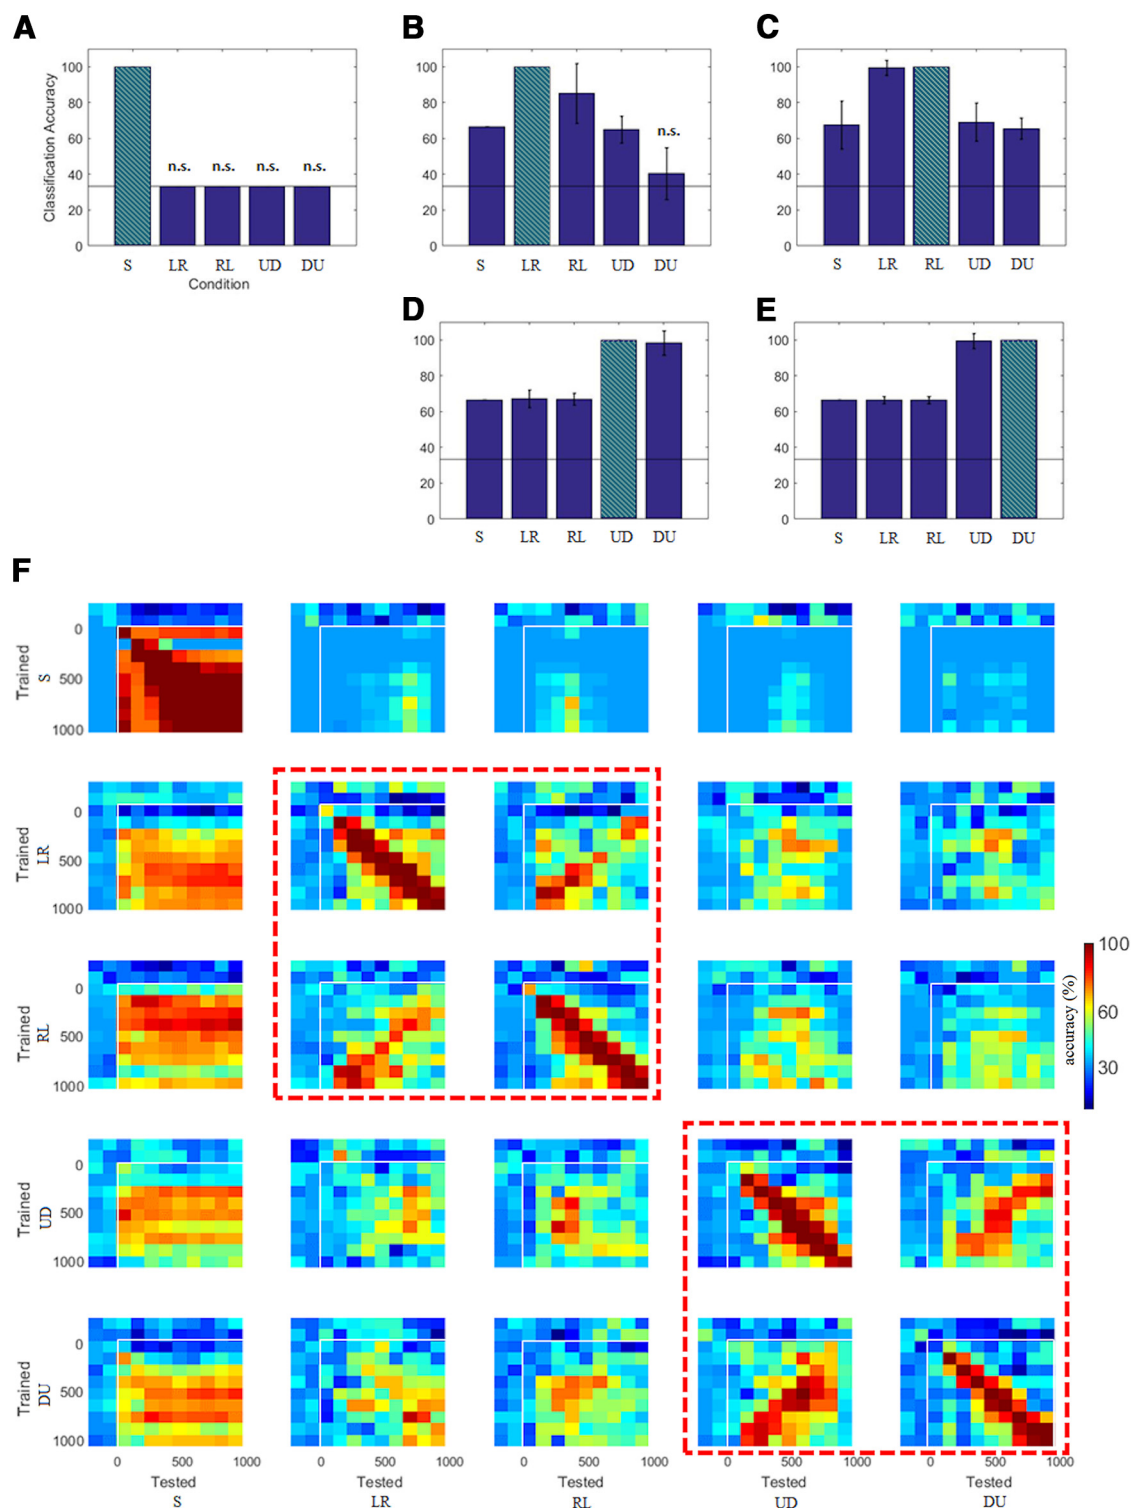 A
B
C
Classification Accuracy
100
80
60
40
20
0
n.s.
n.s.
n.s.
n.s.
S
LR
RL
UD
DU
Condition
100
80
60
40
20
0
n.s.
S
LR
RL
UD
DU
100
80
60
40
20
0
S
LR
RL
UD
DU
D
E
100
80
60
40
20
0
S
LR
RL
UD
DU
100
80
60
40
20
0
S
LR
RL
UD
DU
F
Trained
S
0
500
1000
Trained
LR
0
500
1000
Trained
RL
0
500
1000
100
60
30
accuracy (%)
Trained
UD
0
500
1000
Trained
DU
0
500
1000
0 500 1000
0 500 1000
0 500 1000
0 500 1000
0 500 1000
Tested
Tested
Tested
Tested
Tested
S
LR
RL
UD
DU